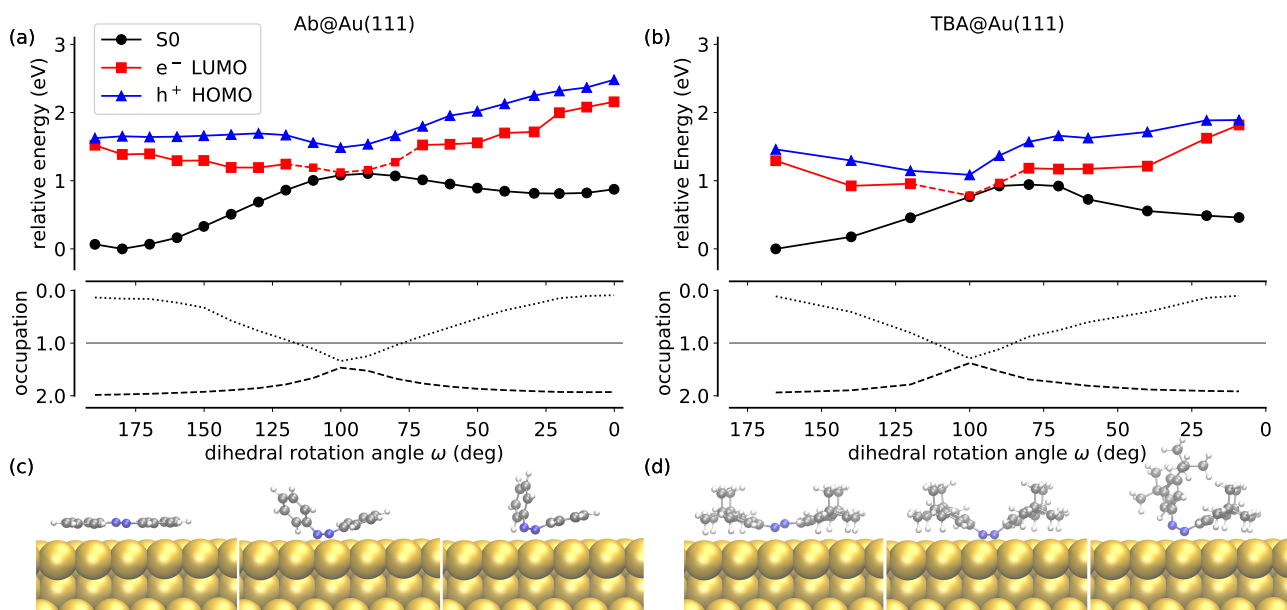 (a)
Ab@Au(111)
S0
e⁻ LUMO
h⁺ HOMO
relative energy (eV)
3
2
1
0
occupation
0.0
1.0
2.0
175
150
125
100
75
50
25
0
dihedral rotation angle ω (deg)
(b)
TBA@Au(111)
relative Energy (eV)
3
2
1
0
occupation
0.0
1.0
2.0
175
150
125
100
75
50
25
0
dihedral rotation angle ω (deg)
(c)
(d)